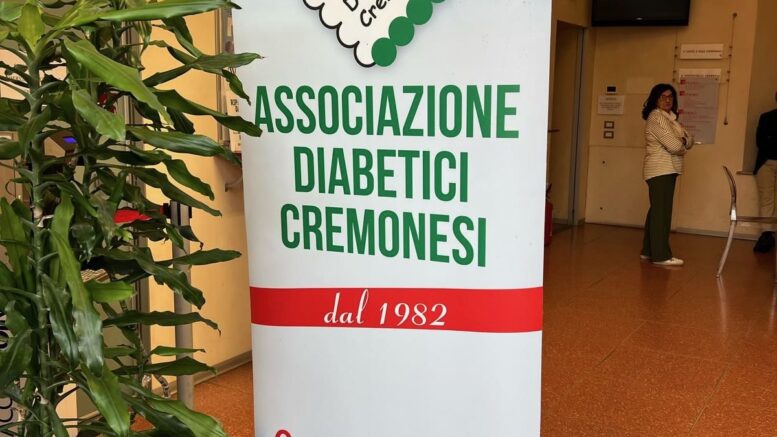 ASSOCIAZIONE
DIABETICI
CREMONESI
dal 1982